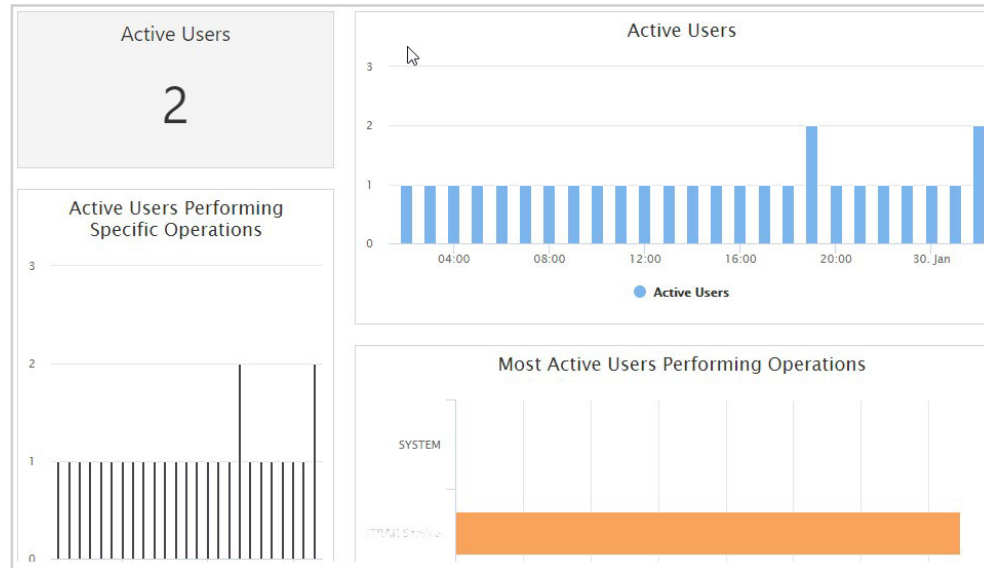 Active Users
2
Active Users
3
2
1
0
04:00 08:00 12:00 16:00 20:00 30. Jan
Active Users
Active Users Performing
Specific Operations
3
2
1
0
Most Active Users Performing Operations
SYSTEM